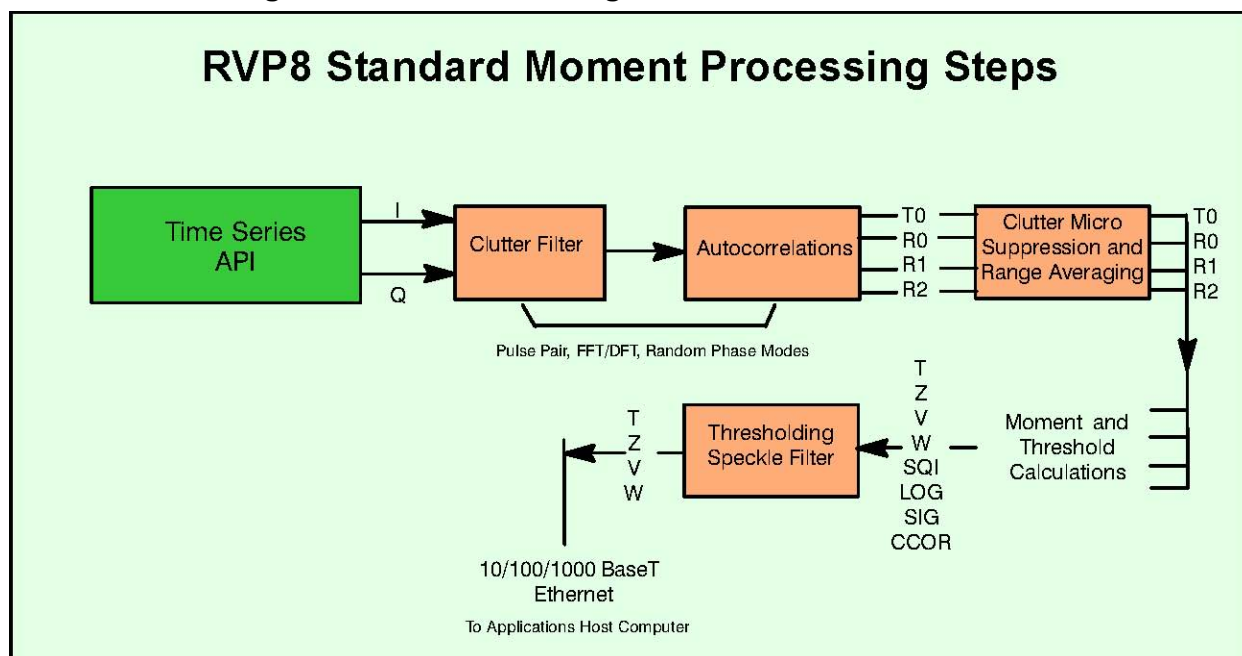 RVP8 Standard Moment Processing Steps
Time Series
API
I
Q
Clutter Filter
Autocorrelations
T0
R0
R1
R2
Clutter Micro
Suppression and
Range Averaging
T0
R0
R1
R2
Pulse Pair, FFT/DFT, Random Phase Modes
Moment and
Threshold
Calculations
T
Z
V
W
SQI
LOG
SIG
CCOR
Thresholding
Speckle Filter
T
Z
V
W
10/100/1000 BaseT
Ethernet
To Applications Host Computer